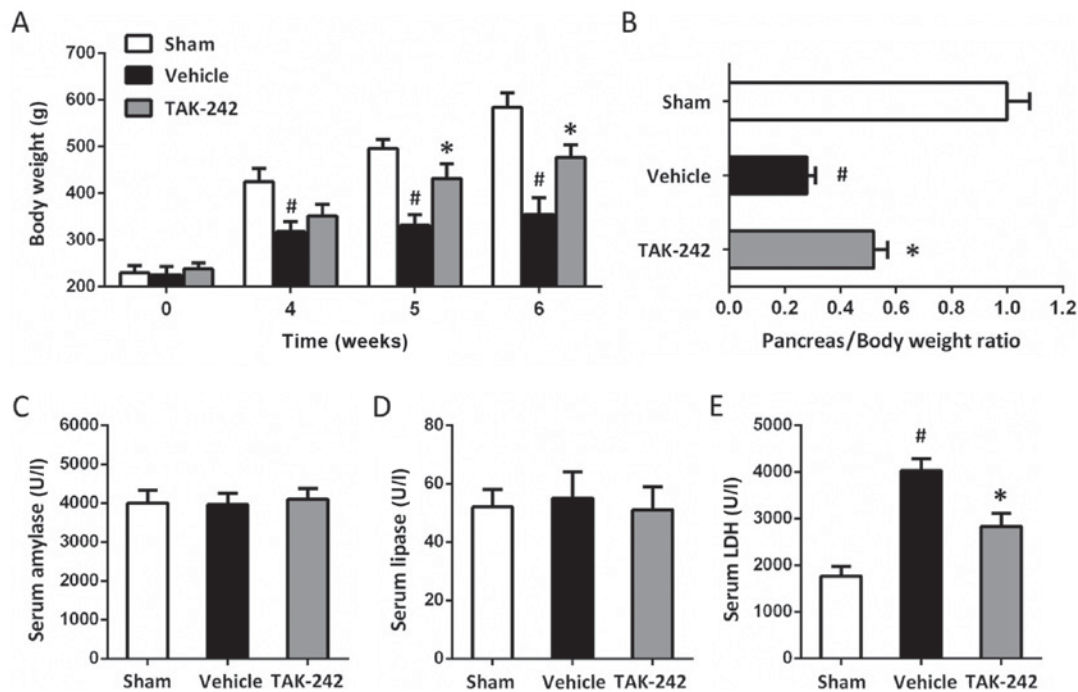 A
Body weight (g)
700
600
500
400
300
200
Sham
Vehicle
TAK-242
#
#
*
#
*
0 4 5 6
Time (weeks)
B
Sham
Vehicle
TAK-242
#
*
0.0 0.2 0.4 0.6 0.8 1.0 1.2
Pancreas/Body weight ratio
C
Serum amylase (U/l)
6000
5000
4000
3000
2000
1000
0
Sham Vehicle TAK-242
D
Serum lipase (U/l)
80
60
40
20
0
Sham Vehicle TAK-242
E
Serum LDH (U/l)
5000
4000
3000
2000
1000
0
#
*
Sham Vehicle TAK-242